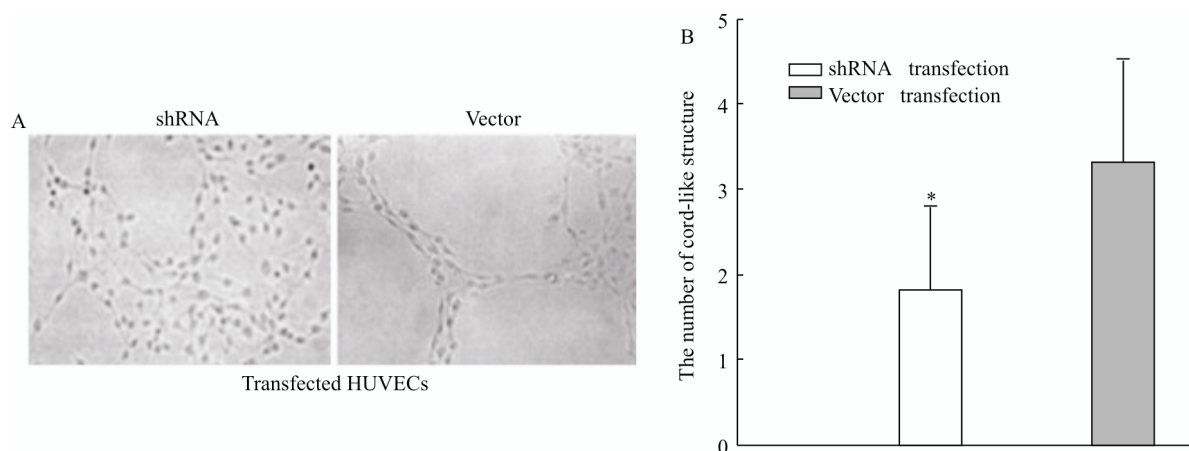 A
shRNA
Vector
Transfected HUVECs
B
The number of cord-like structure
5
4
3
2
1
0
shRNA transfection
Vector transfection
*